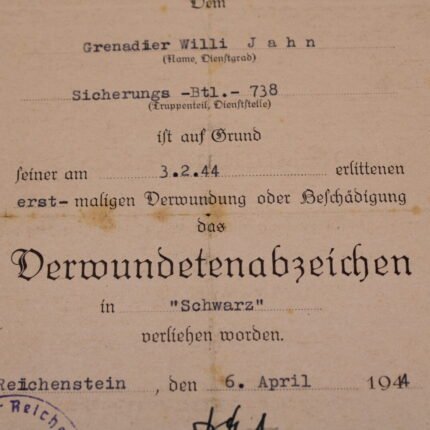 Dem
Grenadier Willi Jahn
(Name, Dienstgrad)
Sicherungs -Btl.- 738
(Truppenteil, Dienststelle)
ist auf Grund
seiner am 3.2.44 erlittenen
erst- maligen Verwundung oder Beschädigung
das
Verwundetenabzeichen
in "Schwarz"
verliehen worden.
Reichenstein, den 6. April 1944